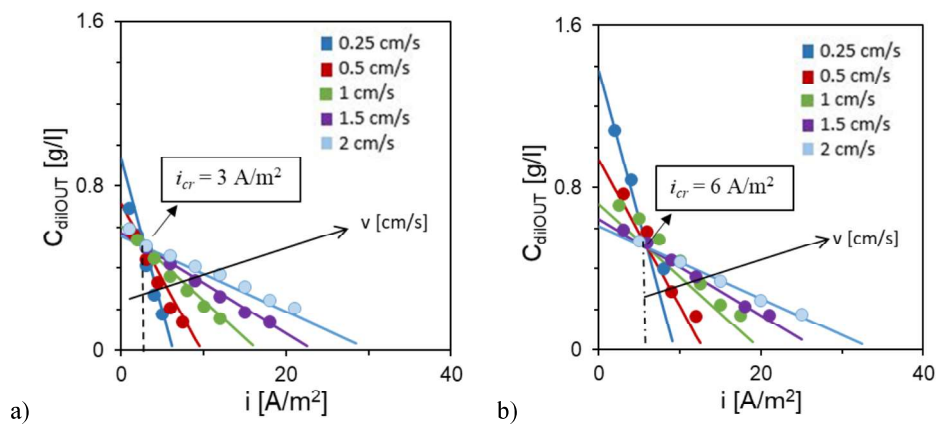 1.6
0.8
0
C_dilOUT [g/l]
0.25 cm/s
0.5 cm/s
1 cm/s
1.5 cm/s
2 cm/s
i_cr = 3 A/m²
v [cm/s]
0 20 40
i [A/m²]
a)
1.6
0.8
0
C_dilOUT [g/l]
0.25 cm/s
0.5 cm/s
1 cm/s
1.5 cm/s
2 cm/s
i_cr = 6 A/m²
v [cm/s]
0 20 40
i [A/m²]
b)